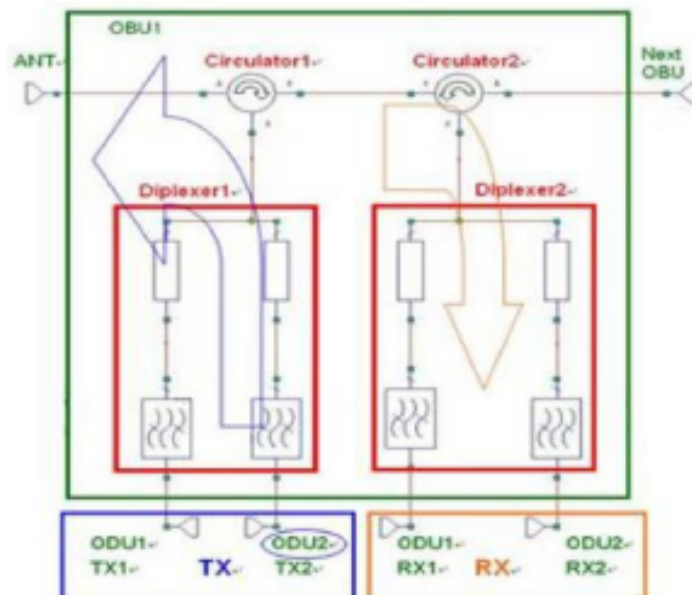 OBU1
ANT
Circulator1
Circulator2
Next
OBU
Diplexer1
Diplexer2
ODU1
TX1
TX
ODU2
TX2
ODU1
RX1
RX
ODU2
RX2